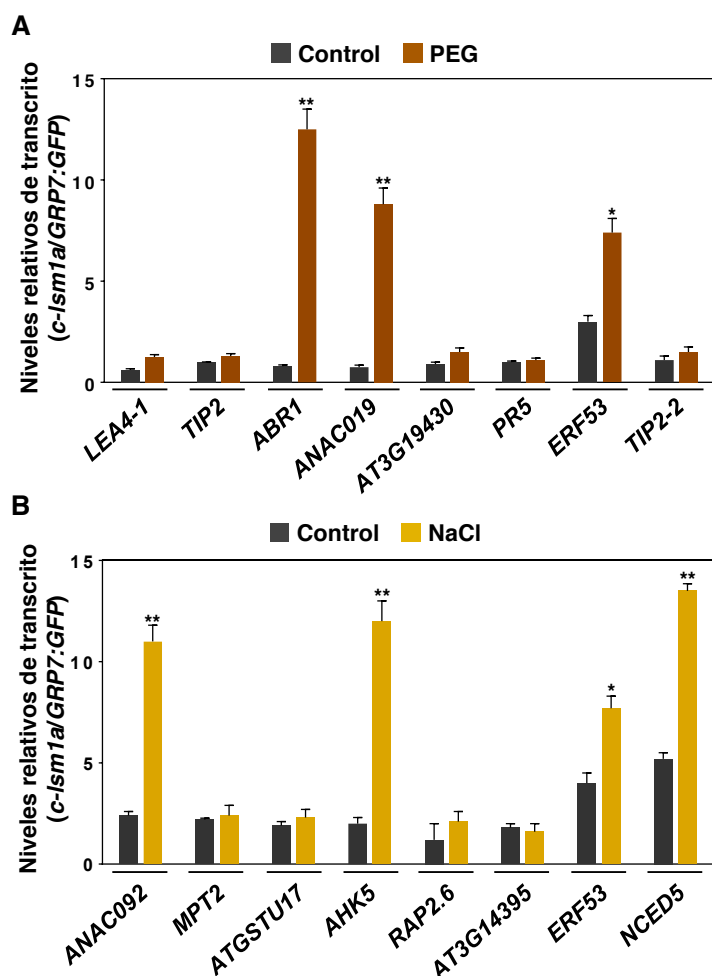 A
Control PEG
Niveles relativos de transcrito
(c-lsm1a/GRP7:GFP)
15
10
5
0
** ** *
LEA4-1 TIP2 ABR1 ANAC019 AT3G19430 PR5 ERF53 TIP2-2
B
Control NaCl
Niveles relativos de transcrito
(c-lsm1a/GRP7:GFP)
15
10
5
0
** ** * **
ANAC092 MPT2 ATGSTU17 AHK5 RAP2.6 AT3G14395 ERF53 NCED5